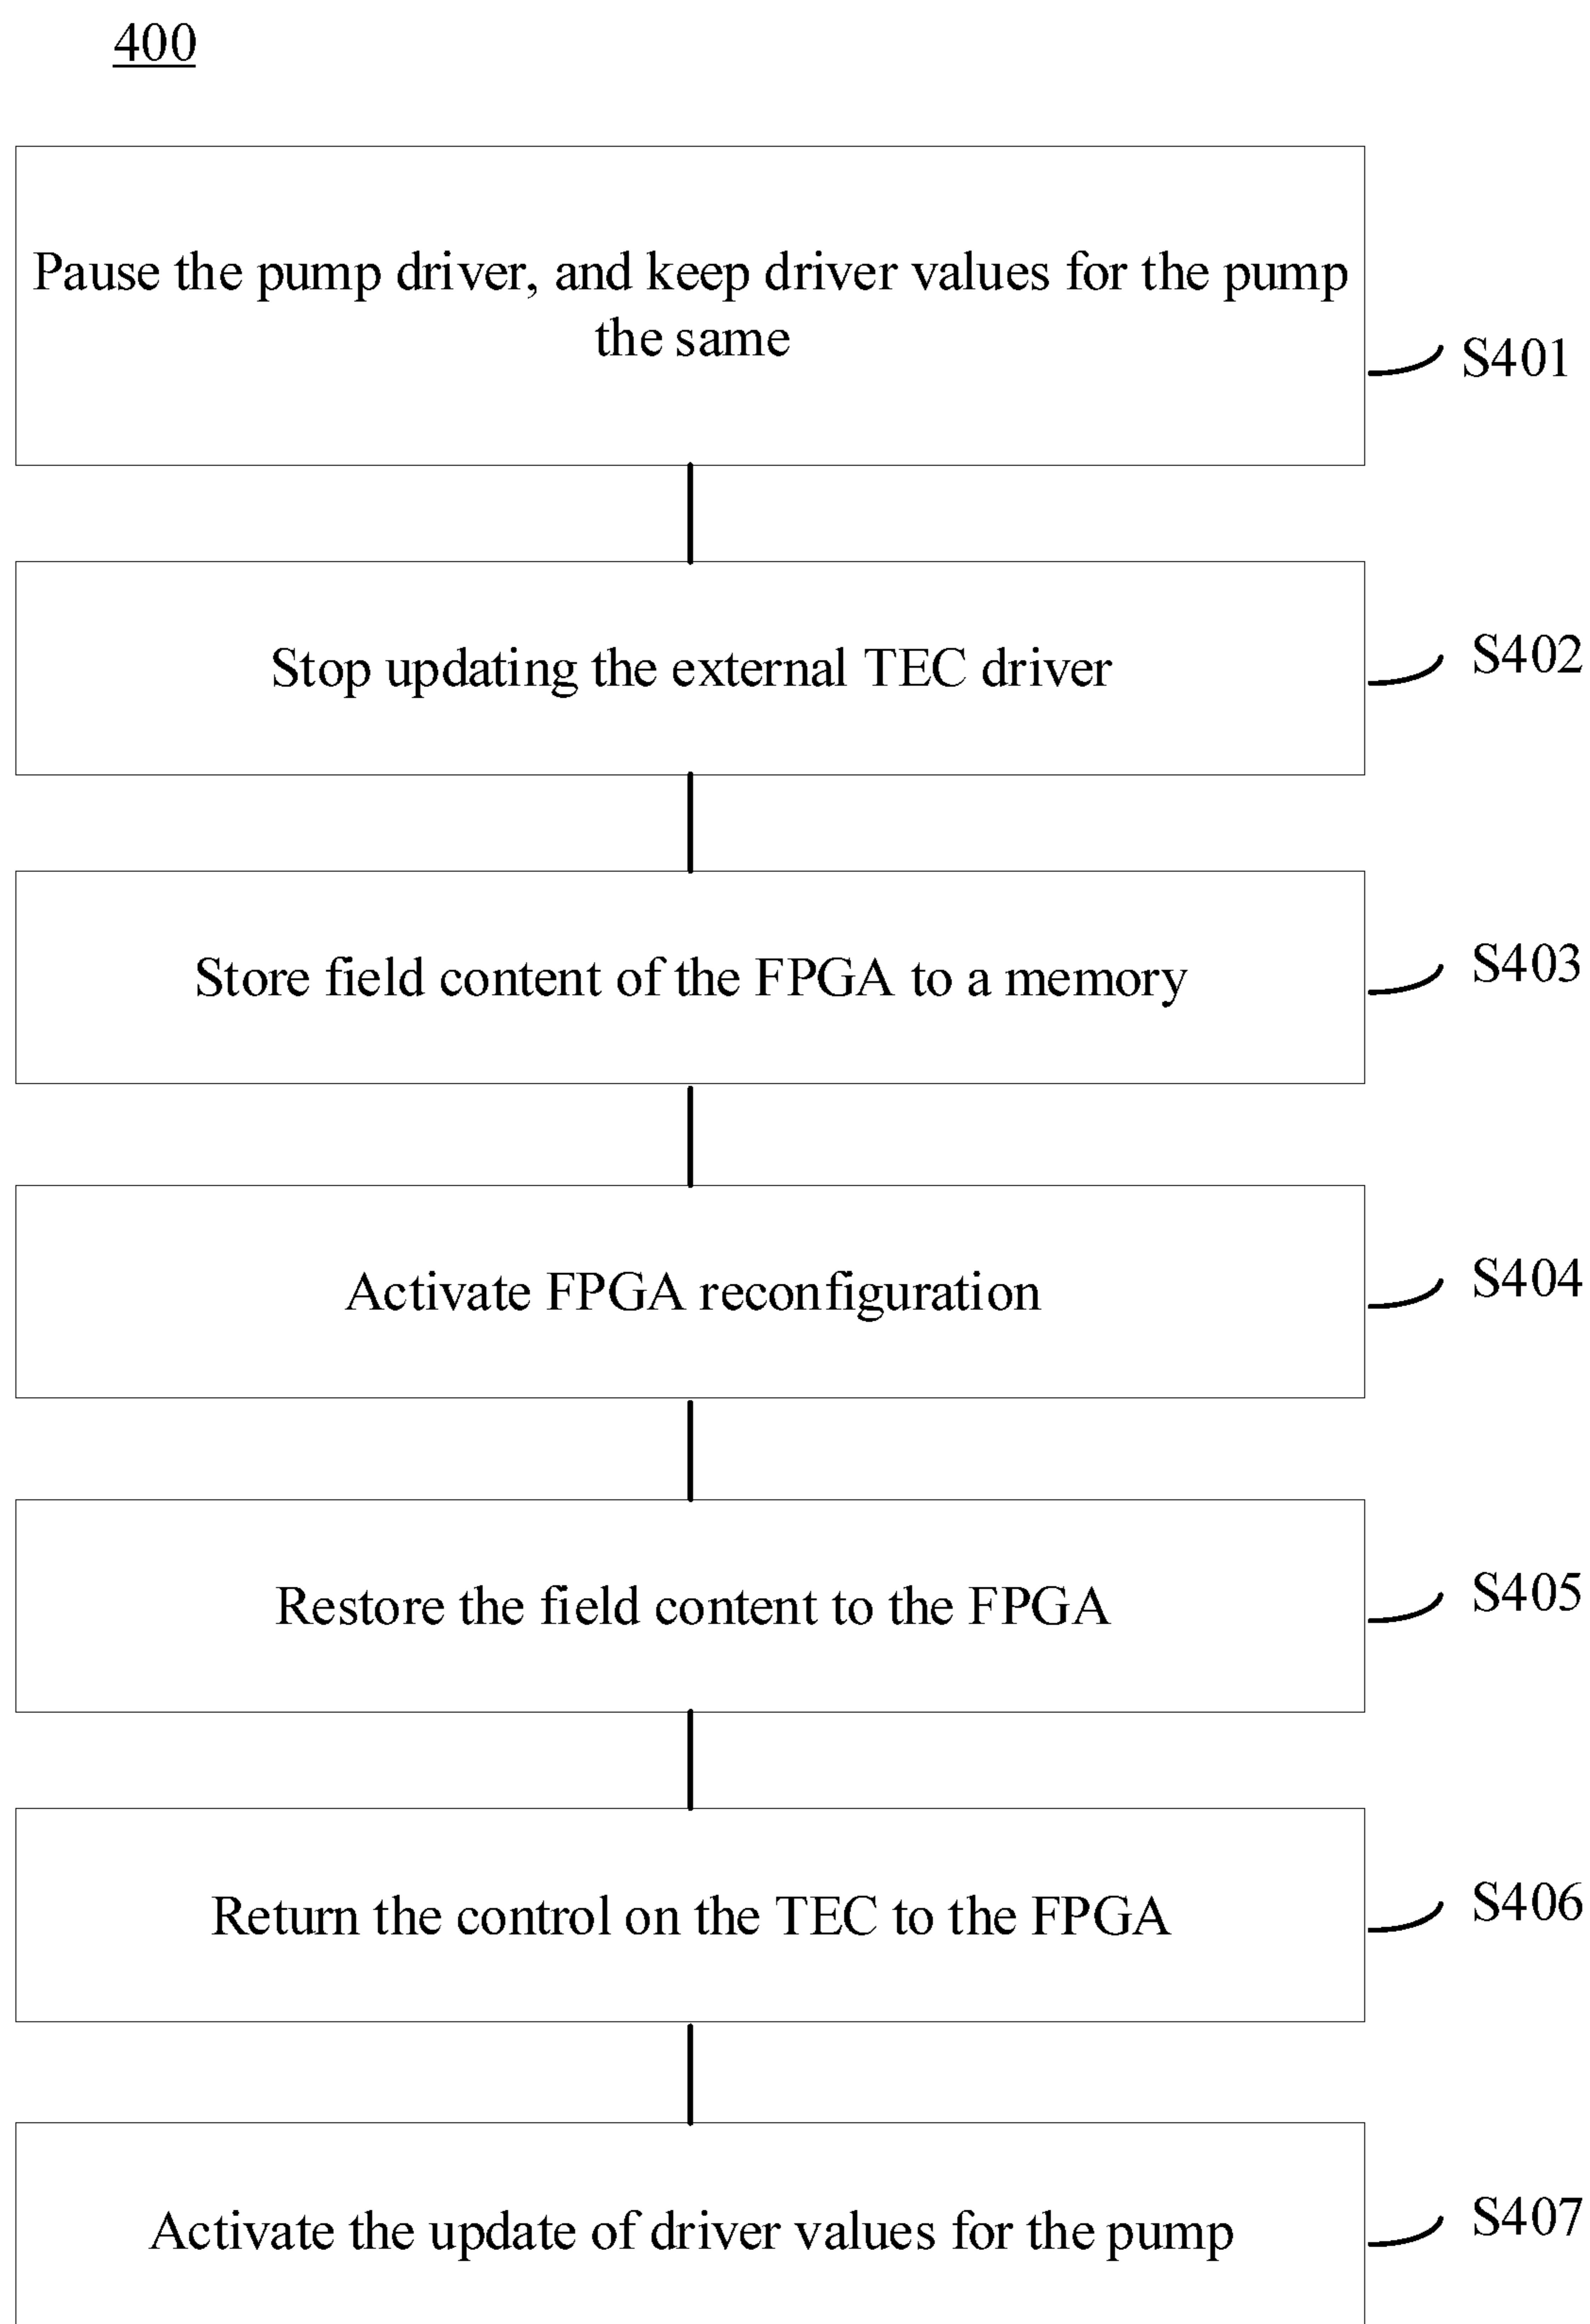 400
Pause the pump driver, and keep driver values for the pump
the same
S401
Stop updating the external TEC driver
S402
Store field content of the FPGA to a memory
S403
Activate FPGA reconfiguration
S404
Restore the field content to the FPGA
S405
Return the control on the TEC to the FPGA
S406
Activate the update of driver values for the pump
S407